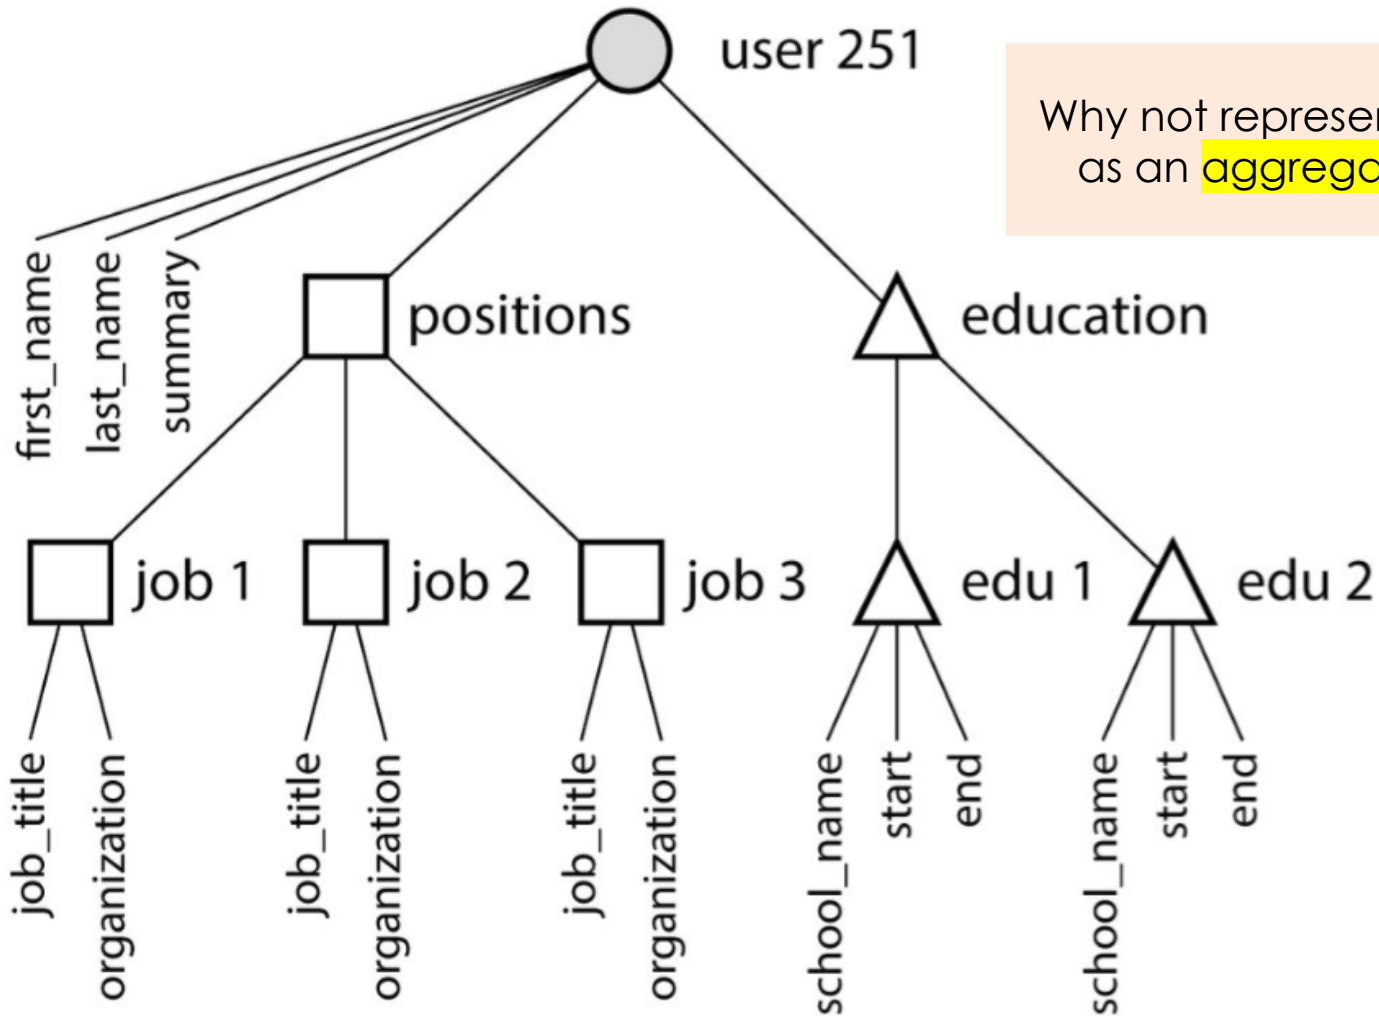 user 251
Why not
as an
first_name
last_name
summary
positions
education
job 1
job 2
job 3
edu 1
edu 2
job_title
organization
job_title
organization
job_title
organization
school_name
start
end
school_name
start
end